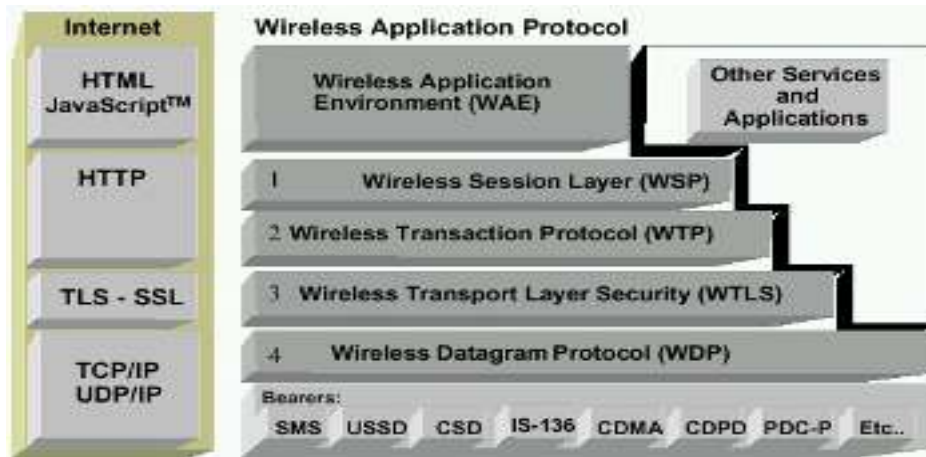 Internet
HTML
JavaScript™
HTTP
TLS - SSL
TCP/IP
UDP/IP
Wireless Application Protocol
Wireless Application
Environment (WAE)
Other Services
and
Applications
1 Wireless Session Layer (WSP)
2 Wireless Transaction Protocol (WTP)
3 Wireless Transport Layer Security (WTLS)
4 Wireless Datagram Protocol (WDP)
Bearers:
SMS USSD CSD IS-136 CDMA CDPD PDC-P Etc..